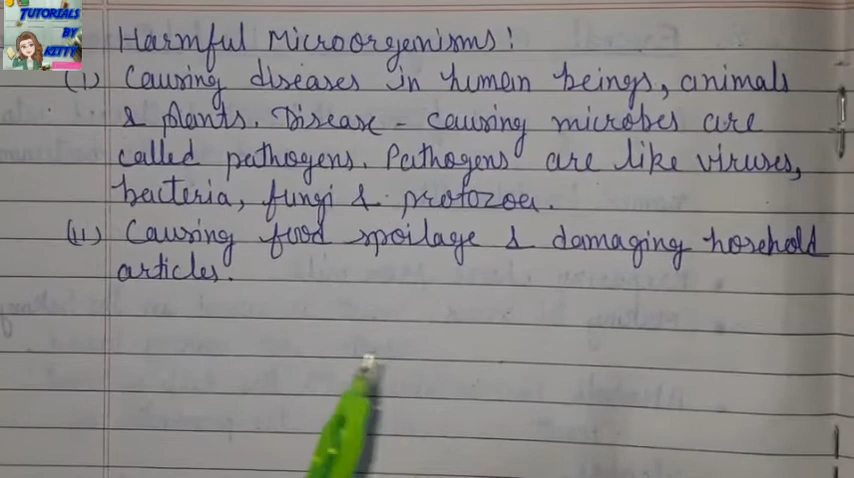 TUTORIALS
BY
KITTY
Harmful Microorganisms:
(i) Causing diseases in human beings, animals
& plants. Disease - causing microbes are
called pathogens. Pathogens are like viruses,
bacteria, fungi & protozoa.
(ii) Causing food spoilage & damaging hosehold
articles.